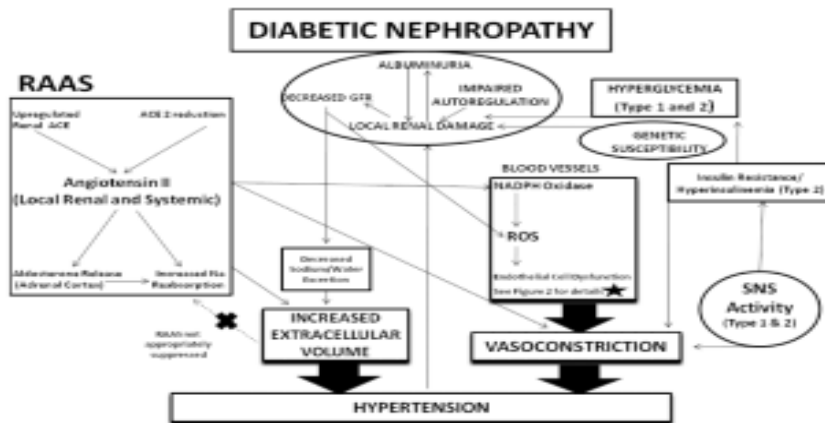 DIABETIC NEPHROPATHY
ALBUMINURIA
DECREASED GFR
IMPAIRED
AUTOREGULATION
LOCAL RENAL DAMAGE
HYPERGLYCEMIA
(Type 1 and 2)
GENETIC
SUSCEPTIBILITY
RAAS
Upregulated
Renal ACE
ACE 2 reduction
Angiotensin II
(Local Renal and Systemic)
Aldosterone Release
(Adrenal Cortex)
Increased Na
Reabsorption
BLOOD VESSELS
NADPH Oxidase
ROS
Endothelial Cell Dysfunction
See Figure 2 for details
Insulin Resistance/
Hyperinsulinemia (Type 2)
Decreased
Sodium/Water
Excretion
SNS
Activity
(Type 1 & 2)
RAAS not
appropriately
suppressed
INCREASED
EXTRACELLULAR
VOLUME
VASOCONSTRICTION
HYPERTENSION